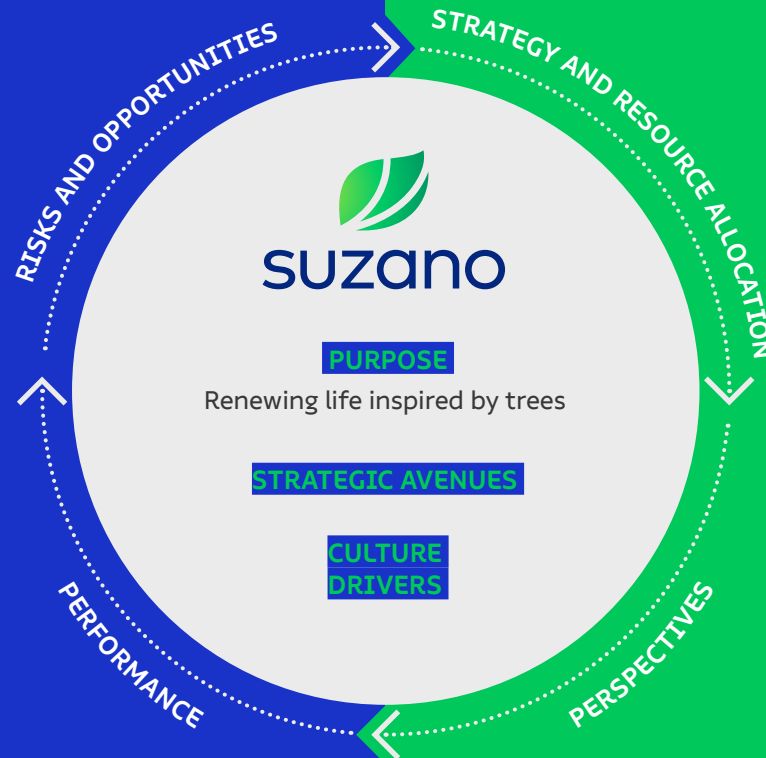 RISKS AND OPPORTUNITIES
STRATEGY AND RESOURCE ALLOCATION
suzano
PURPOSE
Renewing life inspired by trees
STRATEGIC AVENUES
CULTURE
DRIVERS
PERFORMANCE
PERSPECTIVES